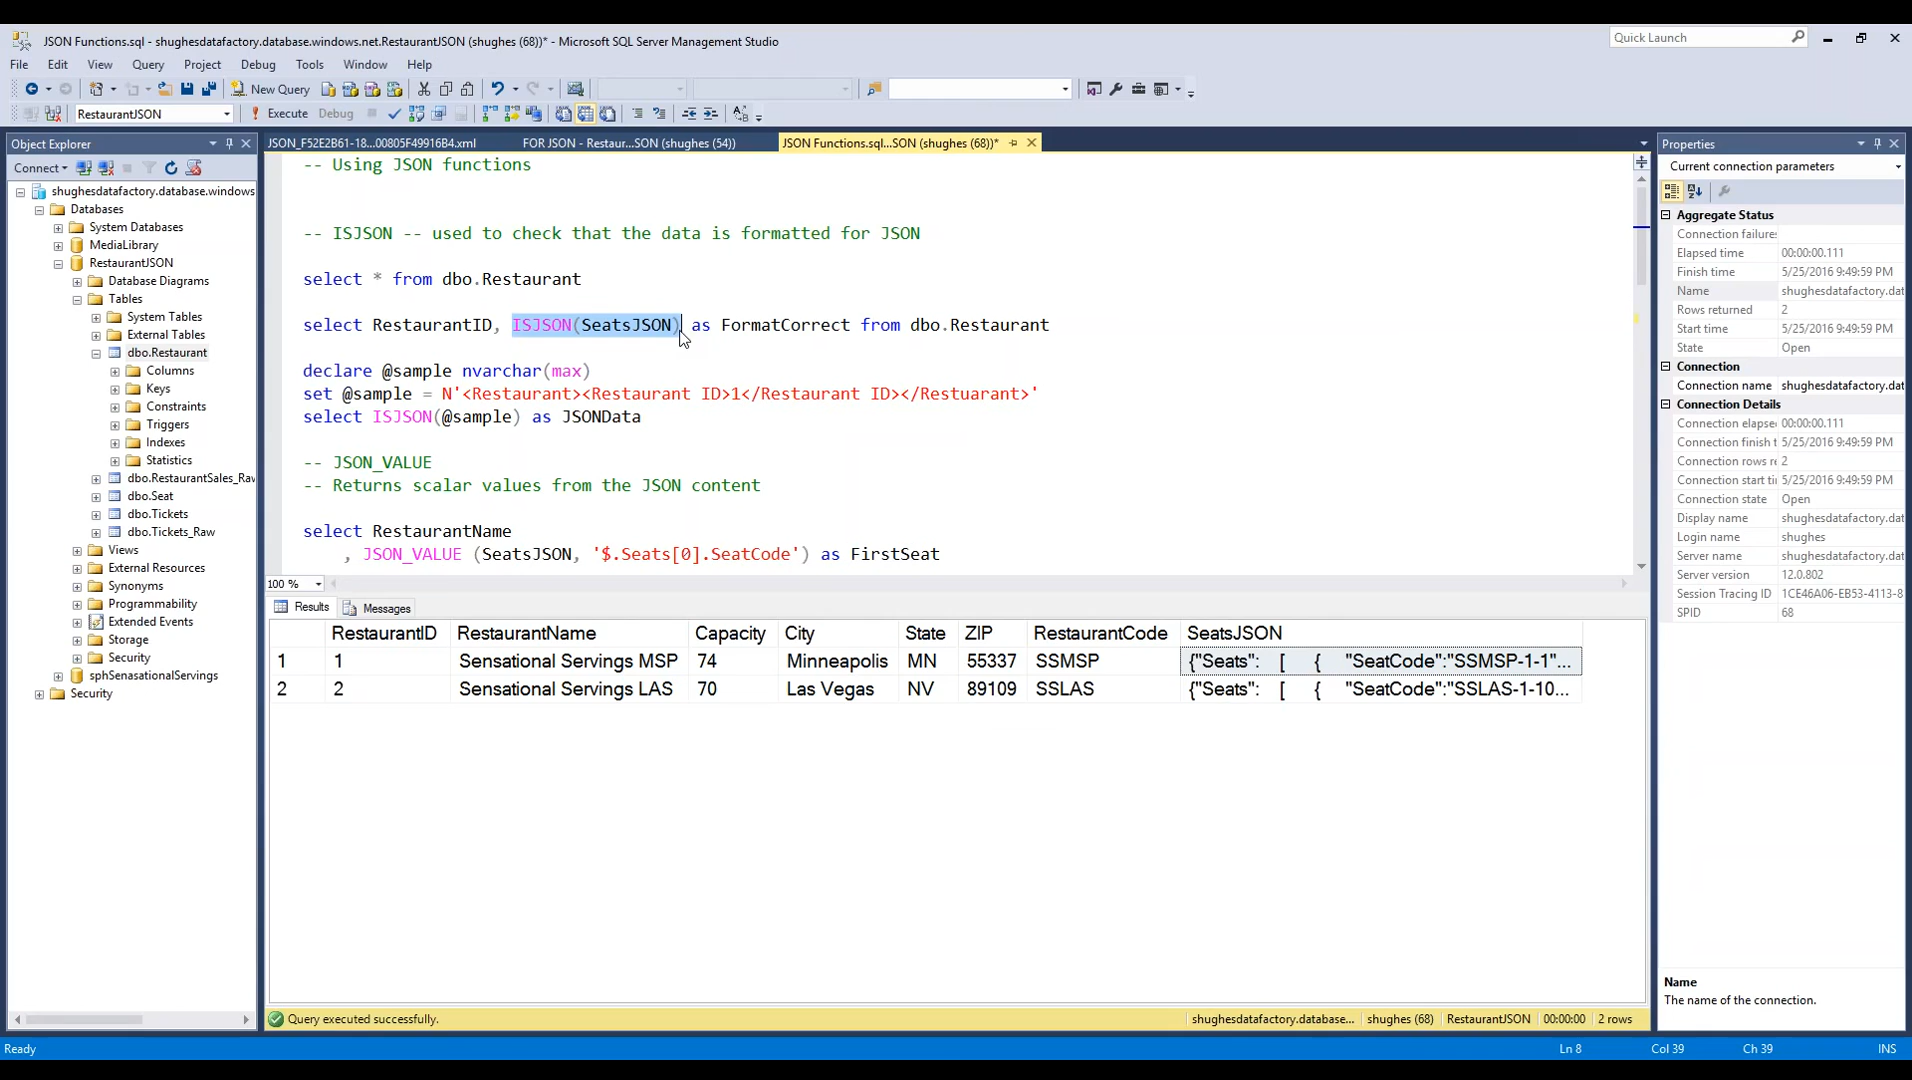 JSON Functions.sql - shughesdatafactory.database.windows.net.RestaurantJSON (shughes (68))* - Microsoft SQL Server Management Studio
Quick Launch
File Edit View Query Project Debug Tools Window Help
New Query
RestaurantJSON
Execute Debug
Object Explorer
Connect
shughesdatafactory.database.windows
Databases
System Databases
MediaLibrary
RestaurantJSON
Database Diagrams
Tables
System Tables
External Tables
dbo.Restaurant
Columns
Keys
Constraints
Triggers
Indexes
Statistics
dbo.RestaurantSales_Raw
dbo.Seat
dbo.Tickets
dbo.Tickets_Raw
Views
External Resources
Synonyms
Programmability
Extended Events
Storage
Security
sphSenasationalServings
Security
JSON_F52E2B61-18...00805F49916B4.xml
FOR JSON - Restaur...SON (shughes (54))
JSON Functions.sql...SON (shughes (68))*
-- Using JSON functions
-- ISJSON -- used to check that the data is formatted for JSON
select * from dbo.Restaurant
select RestaurantID, ISJSON(SeatsJSON) as FormatCorrect from dbo.Restaurant
declare @sample nvarchar(max)
set @sample = N'<Restaurant><Restaurant ID>1</Restaurant ID></Restuarant>'
select ISJSON(@sample) as JSONData
-- JSON_VALUE
-- Returns scalar values from the JSON content
select RestaurantName
, JSON_VALUE (SeatsJSON, '$.Seats[0].SeatCode') as FirstSeat
100 %
Results Messages
RestaurantID RestaurantName Capacity City State ZIP RestaurantCode SeatsJSON
1 1 Sensational Servings MSP 74 Minneapolis MN 55337 SSMSP {"Seats": [ { "SeatCode":"SSMSP-1-1"...
2 2 Sensational Servings LAS 70 Las Vegas NV 89109 SSLAS {"Seats": [ { "SeatCode":"SSLAS-1-10...
Query executed successfully.
shughesdatafactory.database... shughes (68) RestaurantJSON 00:00:00 2 rows
Properties
Current connection parameters
Aggregate Status
Connection failures
Elapsed time 00:00:00.111
Finish time 5/25/2016 9:49:59 PM
Name shughesdatafactory.dat
Rows returned 2
Start time 5/25/2016 9:49:59 PM
State Open
Connection
Connection name shughesdatafactory.dat
Connection Details
Connection elapse 00:00:00.111
Connection finish t 5/25/2016 9:49:59 PM
Connection rows re 2
Connection start ti 5/25/2016 9:49:59 PM
Connection state Open
Display name shughesdatafactory.dat
Login name shughes
Server name shughesdatafactory.dat
Server version 12.0.802
Session Tracing ID 1CE46A06-EB53-4113-8
SPID 68
Name
The name of the connection.
Ready
Ln 8 Col 39 Ch 39 INS